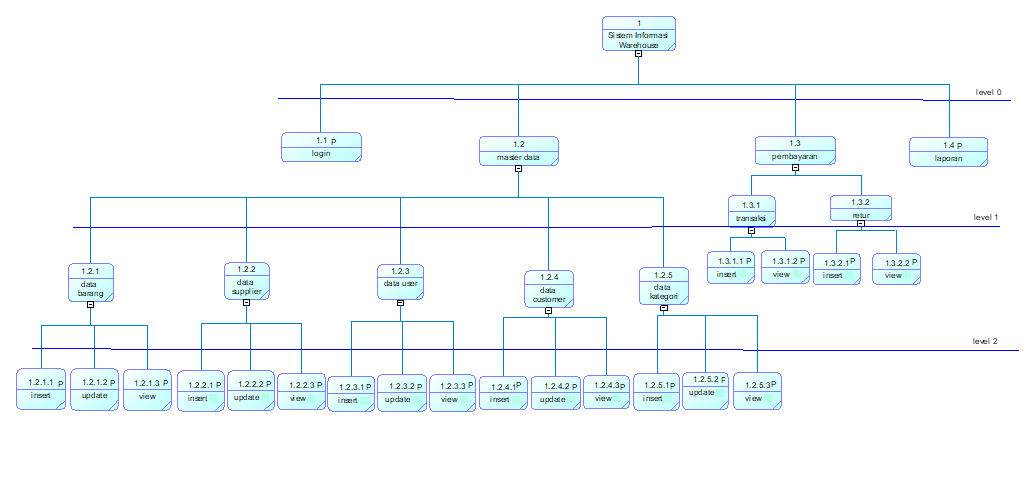 1
Sistem Informasi
Warehouse
level 0
1.1 P
login
1.2
master data
1.3
pembayaran
1.4 P
laporan
1.3.1
transaksi
1.3.2
retur
level 1
1.3.1.1 P
insert
1.3.1.2 P
view
1.3.2.1 P
insert
1.3.2.2 P
view
1.2.1
data
barang
1.2.2
data
supplier
1.2.3
data user
1.2.4
data
customer
1.2.5
data
kategori
level 2
1.2.1.1 P
insert
1.2.1.2 P
update
1.2.1.3 P
view
1.2.2.1 P
insert
1.2.2.2 P
update
1.2.2.3 P
view
1.2.3.1 P
insert
1.2.3.2 P
update
1.2.3.3 P
view
1.2.4.1 P
insert
1.2.4.2 P
update
1.2.4.3 P
view
1.2.5.1 P
insert
1.2.5.2 P
update
1.2.5.3 P
view